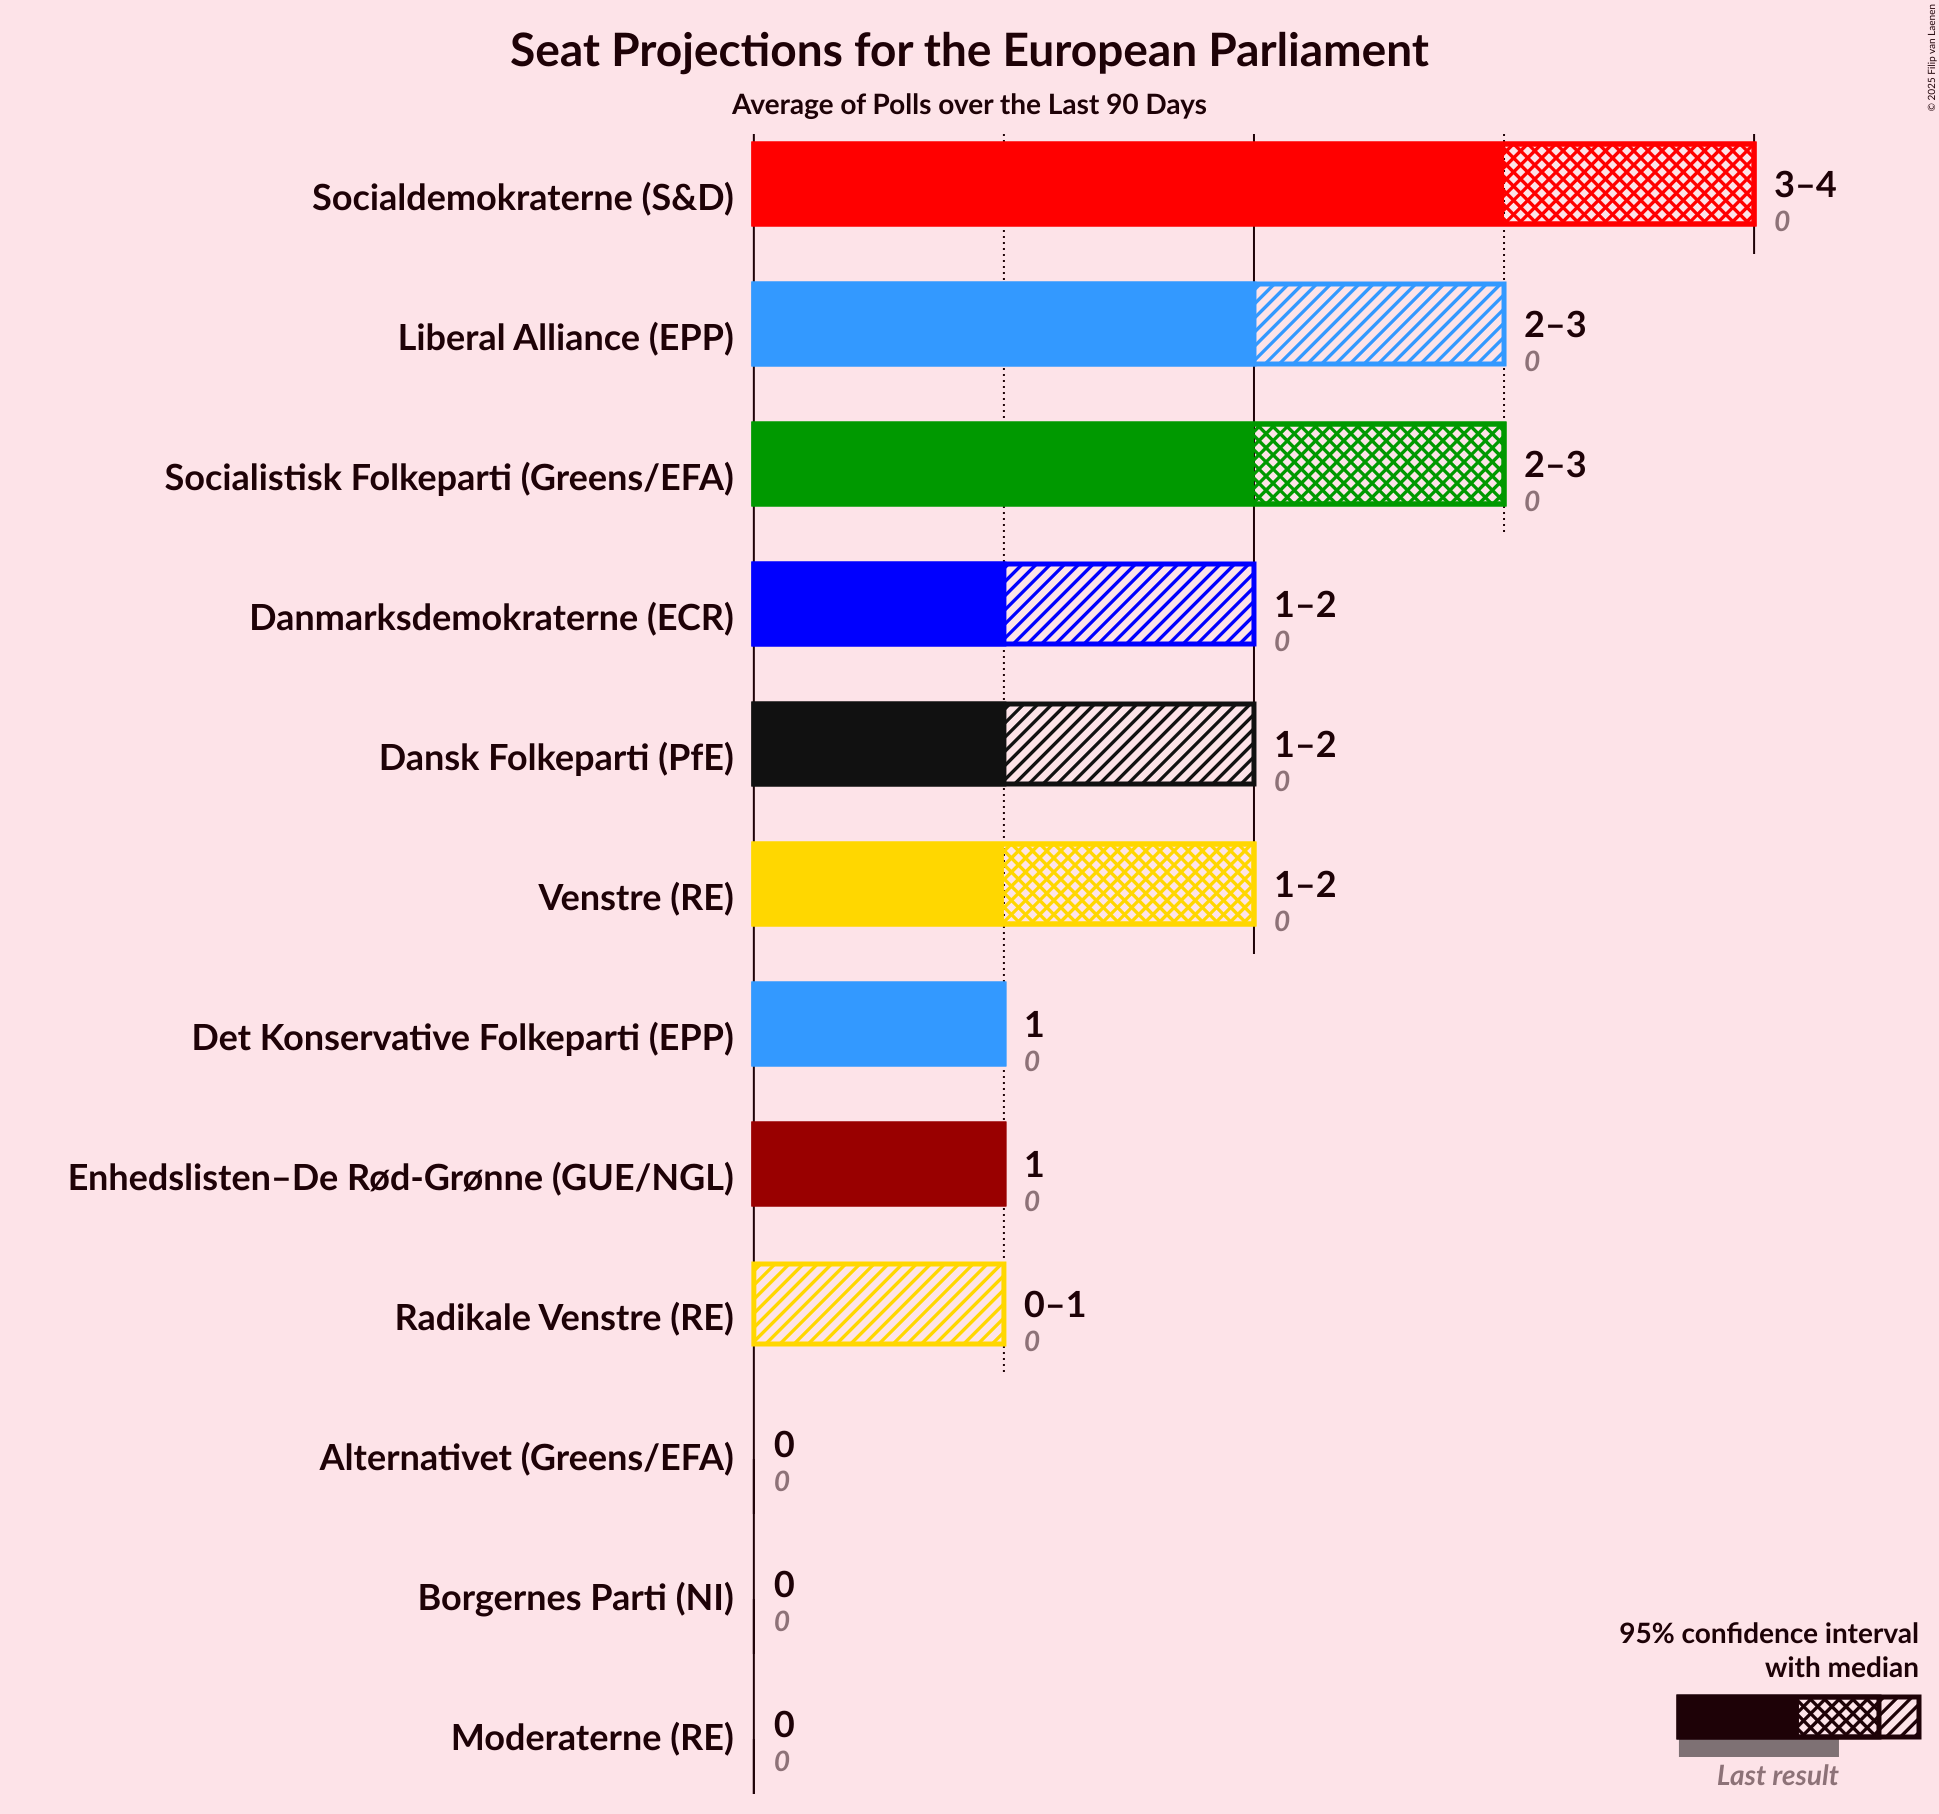 Seat Projections for the European Parliament
Average of Polls over the Last 90 Days
© 2025 Filip van Laenen
Socialdemokraterne (S&D)
3–4
0
Liberal Alliance (EPP)
2–3
0
Socialistisk Folkeparti (Greens/EFA)
2–3
0
Danmarksdemokraterne (ECR)
1–2
0
Dansk Folkeparti (PfE)
1–2
0
Venstre (RE)
1–2
0
Det Konservative Folkeparti (EPP)
1
0
Enhedslisten–De Rød-Grønne (GUE/NGL)
1
0
Radikale Venstre (RE)
0–1
0
Alternativet (Greens/EFA)
0
0
Borgernes Parti (NI)
0
0
Moderaterne (RE)
0
0
95% confidence interval
with median
Last result